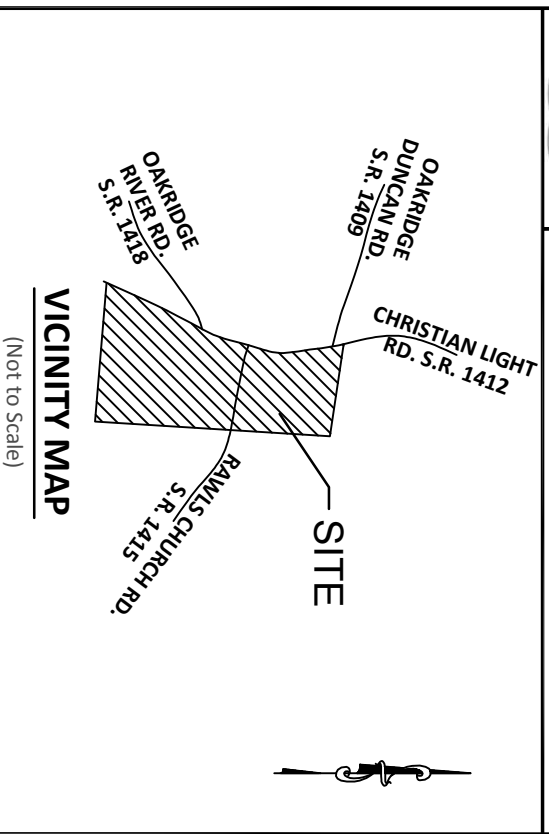 OAKRIDGE
DUNCAN RD.
S.R. 1409
CHRISTIAN LIGHT
RD. S.R. 1412
OAKRIDGE
RIVER RD.
S.R. 1418
SITE
RAWLS CHURCH RD.
S.R. 1415
VICINITY MAP
(Not to Scale)